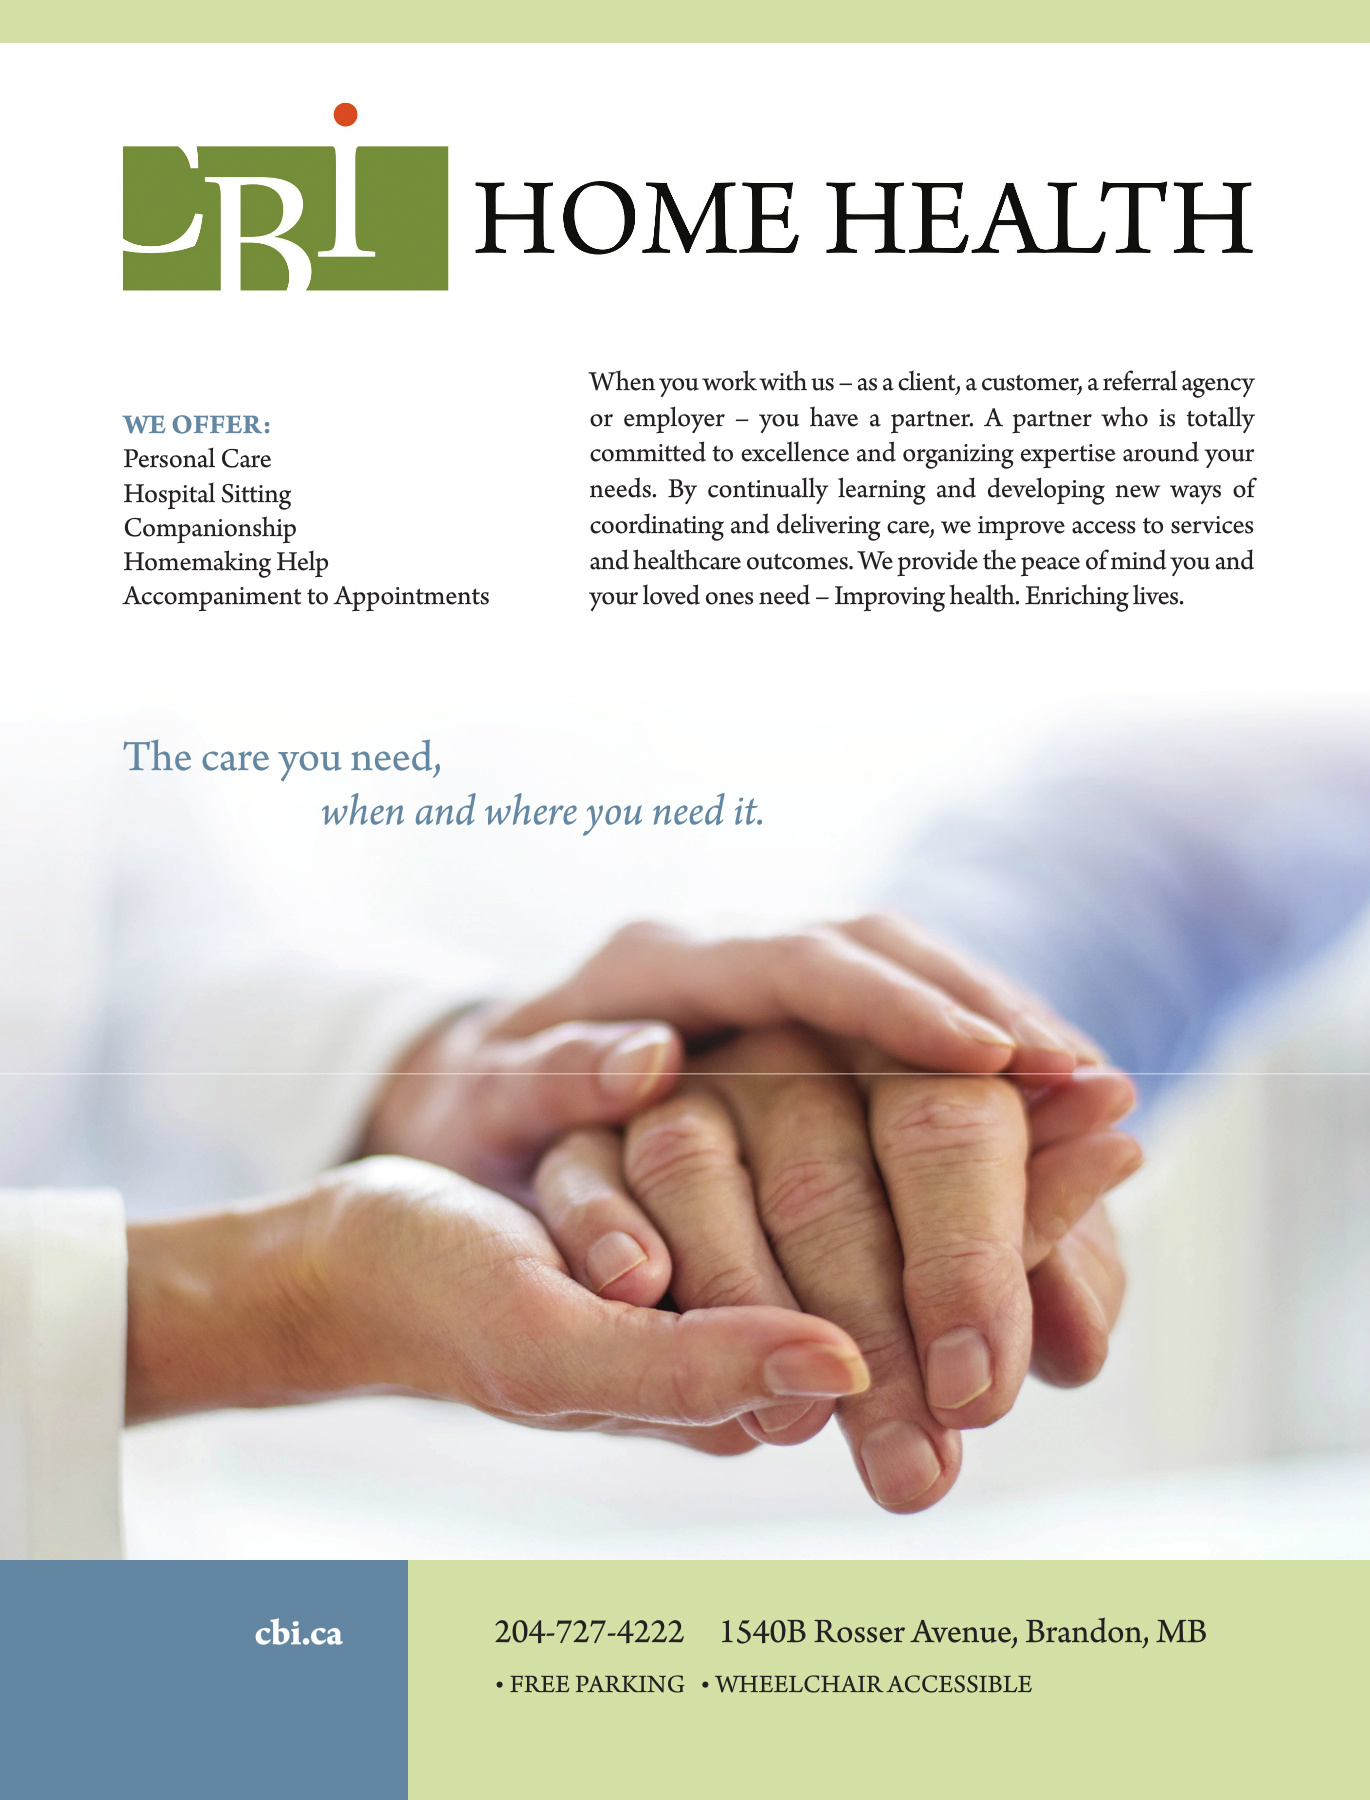 CBI HOME HEALTH
WE OFFER:
Personal Care
Hospital Sitting
Companionship
Homemaking Help
Accompaniment to Appointments
When you work with us – as a client, a customer, a referral agency
or employer – you have a partner. A partner who is totally
committed to excellence and organizing expertise around your
needs. By continually learning and developing new ways of
coordinating and delivering care, we improve access to services
and healthcare outcomes. We provide the peace of mind you and
your loved ones need – Improving health. Enriching lives.
The care you need,
when and where you need it.
cbi.ca
204-727-4222 1540B Rosser Avenue, Brandon, MB
• FREE PARKING • WHEELCHAIR ACCESSIBLE